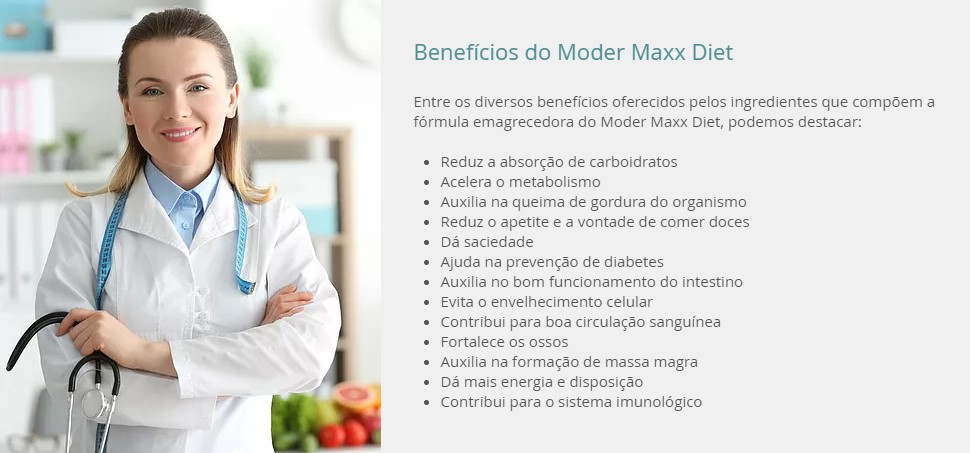 Benefícios do Moder Maxx Diet
Entre os diversos benefícios oferecidos pelos ingredientes que compõem a
fórmula emagrecedora do Moder Maxx Diet, podemos destacar:
• Reduz a absorção de carboidratos
• Acelera o metabolismo
• Auxilia na queima de gordura do organismo
• Reduz o apetite e a vontade de comer doces
• Dá saciedade
• Ajuda na prevenção de diabetes
• Auxilia no bom funcionamento do intestino
• Evita o envelhecimento celular
• Contribui para boa circulação sanguínea
• Fortalece os ossos
• Auxilia na formação de massa magra
• Dá mais energia e disposição
• Contribui para o sistema imunológico